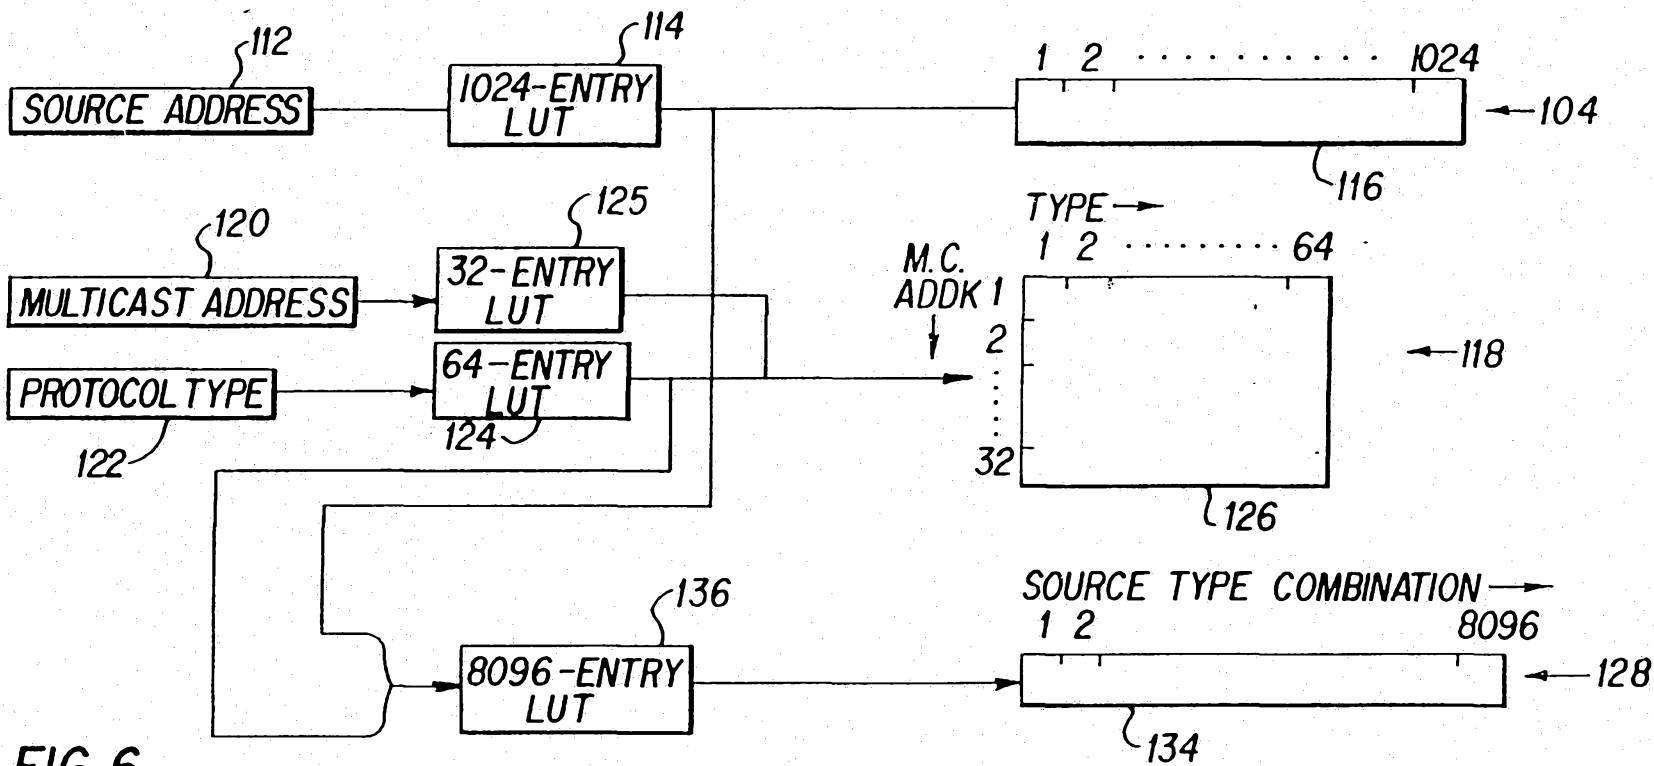 112
SOURCE ADDRESS
114
1024-ENTRY
LUT
1 2 . . . . . . . . . . 1024
104
116
120
MULTICAST ADDRESS
125
32-ENTRY
LUT
PROTOCOL TYPE
122
64-ENTRY
LUT
124
TYPE
1 2 . . . . . . . . . 64
M.C.
ADDK 1
2
32
118
126
136
8096-ENTRY
LUT
SOURCE TYPE COMBINATION
1 2 8096
128
134
FIG. 6